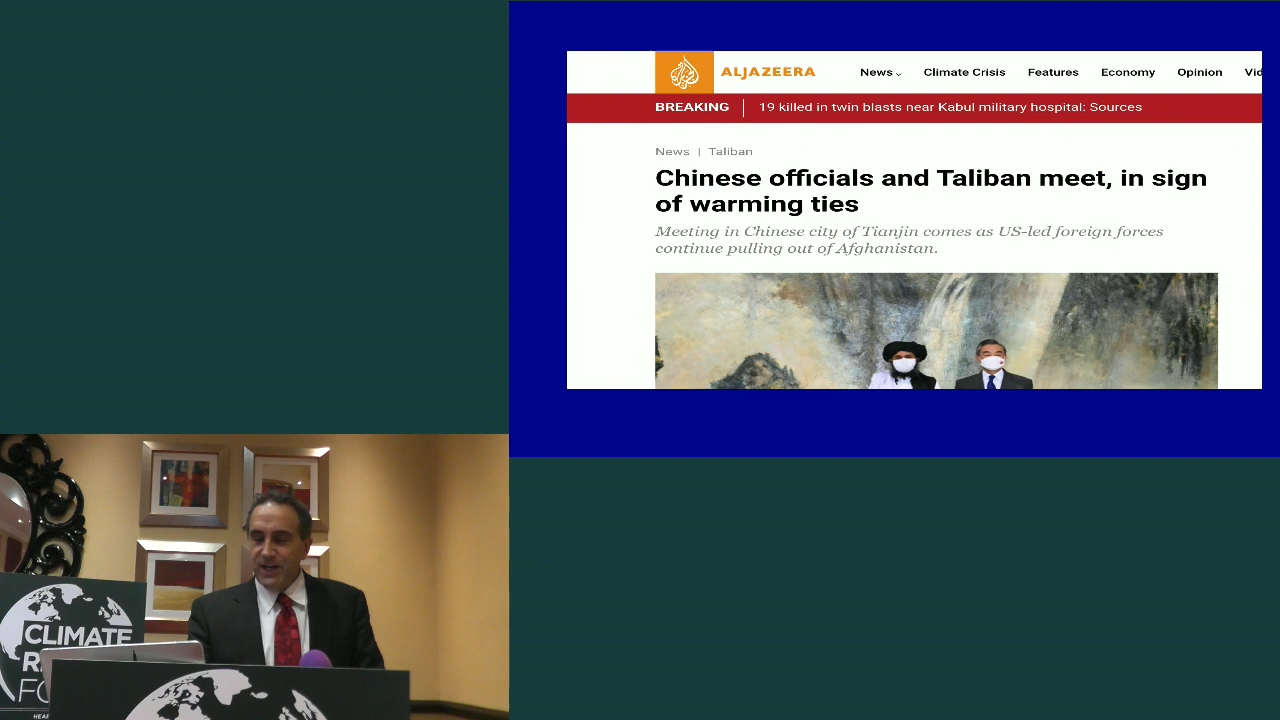 ALJAZEERA
News Climate Crisis Features Economy Opinion Vid
BREAKING 19 killed in twin blasts near Kabul military hospital: Sources
News | Taliban
Chinese officials and Taliban meet, in sign
of warming ties
Meeting in Chinese city of Tianjin comes as US-led foreign forces
continue pulling out of Afghanistan.
CLIMATE